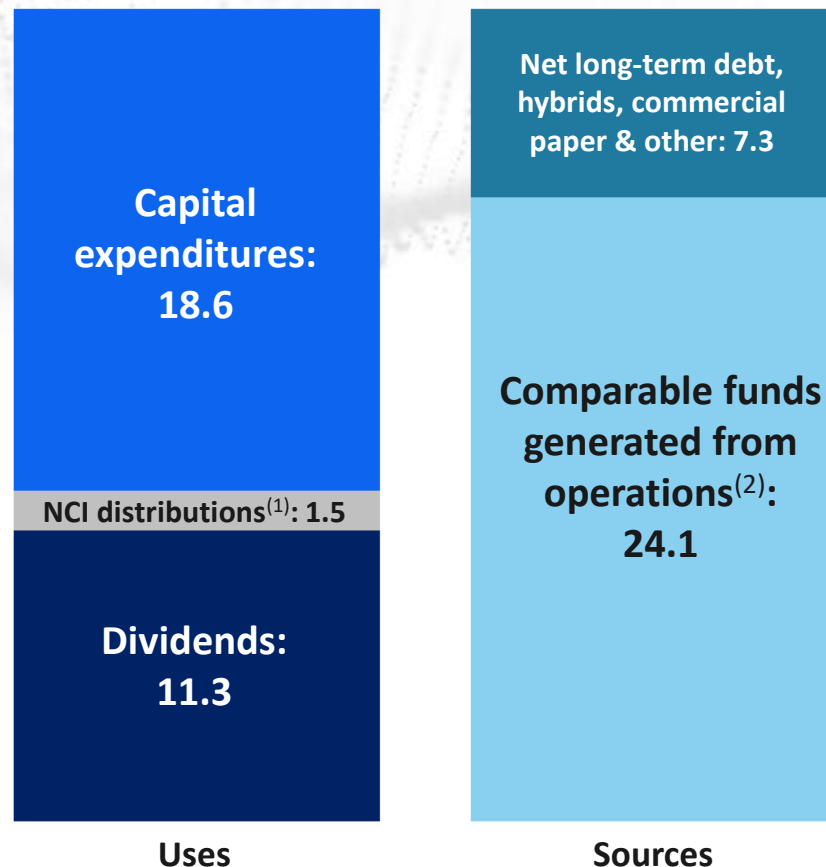 Capital
expenditures:
18.6
NCI distributions(1): 1.5
Dividends:
11.3
Uses
Net long-term debt,
hybrids, commercial
paper & other: 7.3
Comparable funds
generated from
operations(2):
24.1
Sources